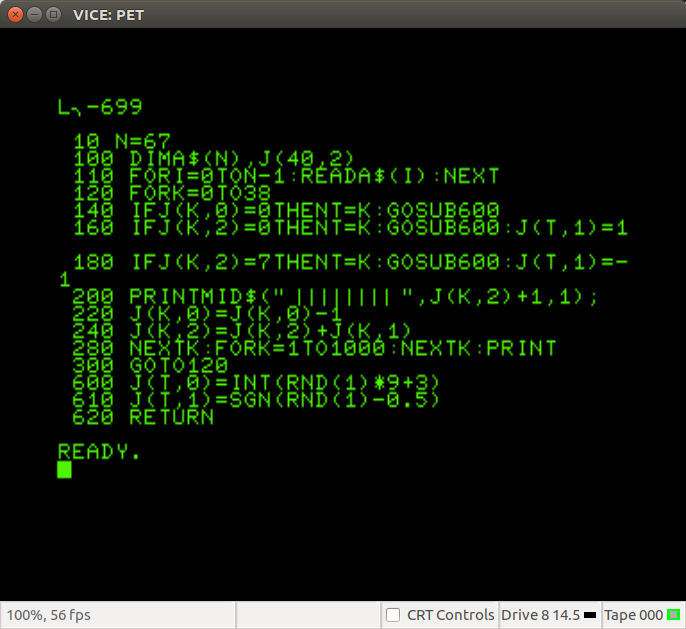 VICE: PET
L╮-699
10 N=67
100 DIMA$(N),J(40,2)
110 FORI=0TON-1:READA$(I):NEXT
120 FORK=0TO38
140 IFJ(K,0)=0THENT=K:GOSUB600
160 IFJ(K,2)=0THENT=K:GOSUB600:J(T,1)=1
180 IFJ(K,2)=7THENT=K:GOSUB600:J(T,1)=-
1
200 PRINTMID$(" |||||||| ",J(K,2)+1,1);
220 J(K,0)=J(K,0)-1
240 J(K,2)=J(K,2)+J(K,1)
280 NEXTK:FORK=1TO1000:NEXTK:PRINT
300 GOTO120
600 J(T,0)=INT(RND(1)*9+3)
610 J(T,1)=SGN(RND(1)-0.5)
620 RETURN
READY.
100%, 56 fps
CRT Controls
Drive 8 14.5
Tape 000